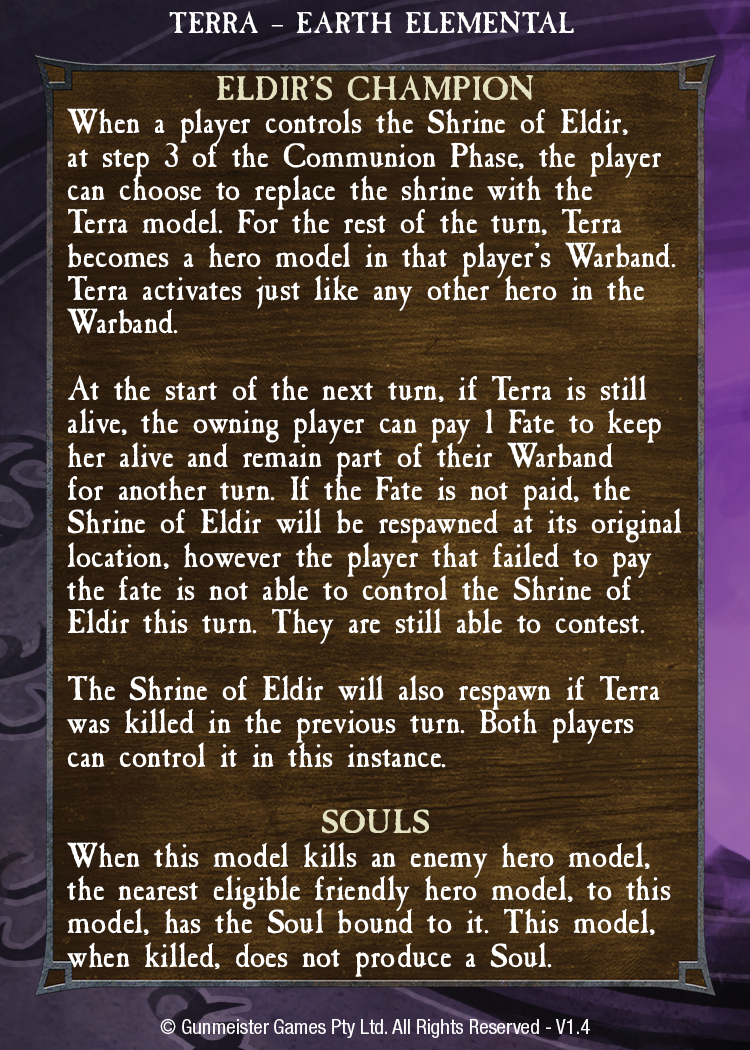 TERRA – EARTH ELEMENTAL
ELDIR'S CHAMPION
When a player controls the Shrine of Eldir,
at step 3 of the Communion Phase, the player
can choose to replace the shrine with the
Terra model. For the rest of the turn, Terra
becomes a hero model in that player's Warband.
Terra activates just like any other hero in the
Warband.
At the start of the next turn, if Terra is still
alive, the owning player can pay 1 Fate to keep
her alive and remain part of their Warband
for another turn. If the Fate is not paid, the
Shrine of Eldir will be respawned at its original
location, however the player that failed to pay
the fate is not able to control the Shrine of
Eldir this turn. They are still able to contest.
The Shrine of Eldir will also respawn if Terra
was killed in the previous turn. Both players
can control it in this instance.
SOULS
When this model kills an enemy hero model,
the nearest eligible friendly hero model, to this
model, has the Soul bound to it. This model,
when killed, does not produce a Soul.
© Gunmeister Games Pty Ltd. All Rights Reserved - V1.4